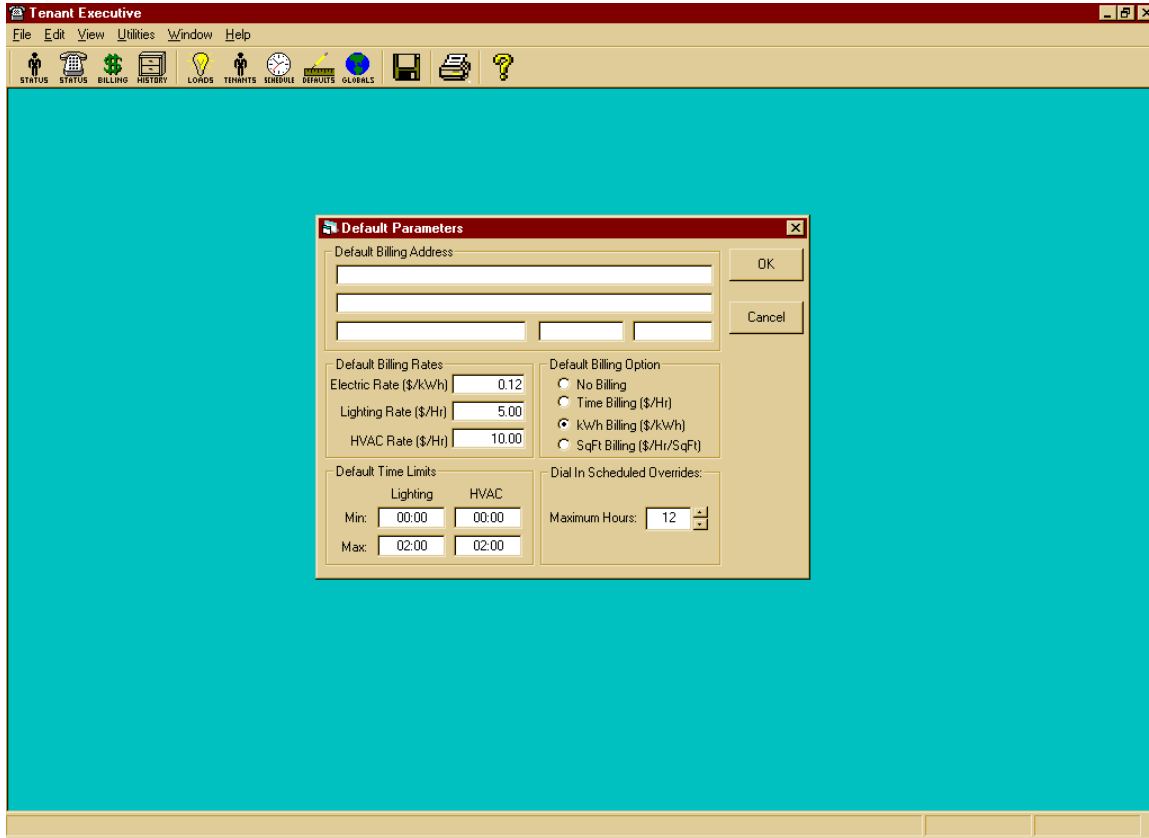 Tenant Executive
File Edit View Utilities Window Help
STATUS STATUS BILLING HISTORY LOADS TENANTS SCHEDULE DEFAULTS GLOBALS
Default Parameters
Default Billing Address
OK
Cancel
Default Billing Rates
Electric Rate ($/kWh) 0.12
Lighting Rate ($/Hr) 5.00
HVAC Rate ($/Hr) 10.00
Default Billing Option
No Billing
Time Billing ($/Hr)
kWh Billing ($/kWh)
SqFt Billing ($/Hr/SqFt)
Default Time Limits
Lighting HVAC
Min: 00:00 00:00
Max: 02:00 02:00
Dial In Scheduled Overrides:
Maximum Hours: 12